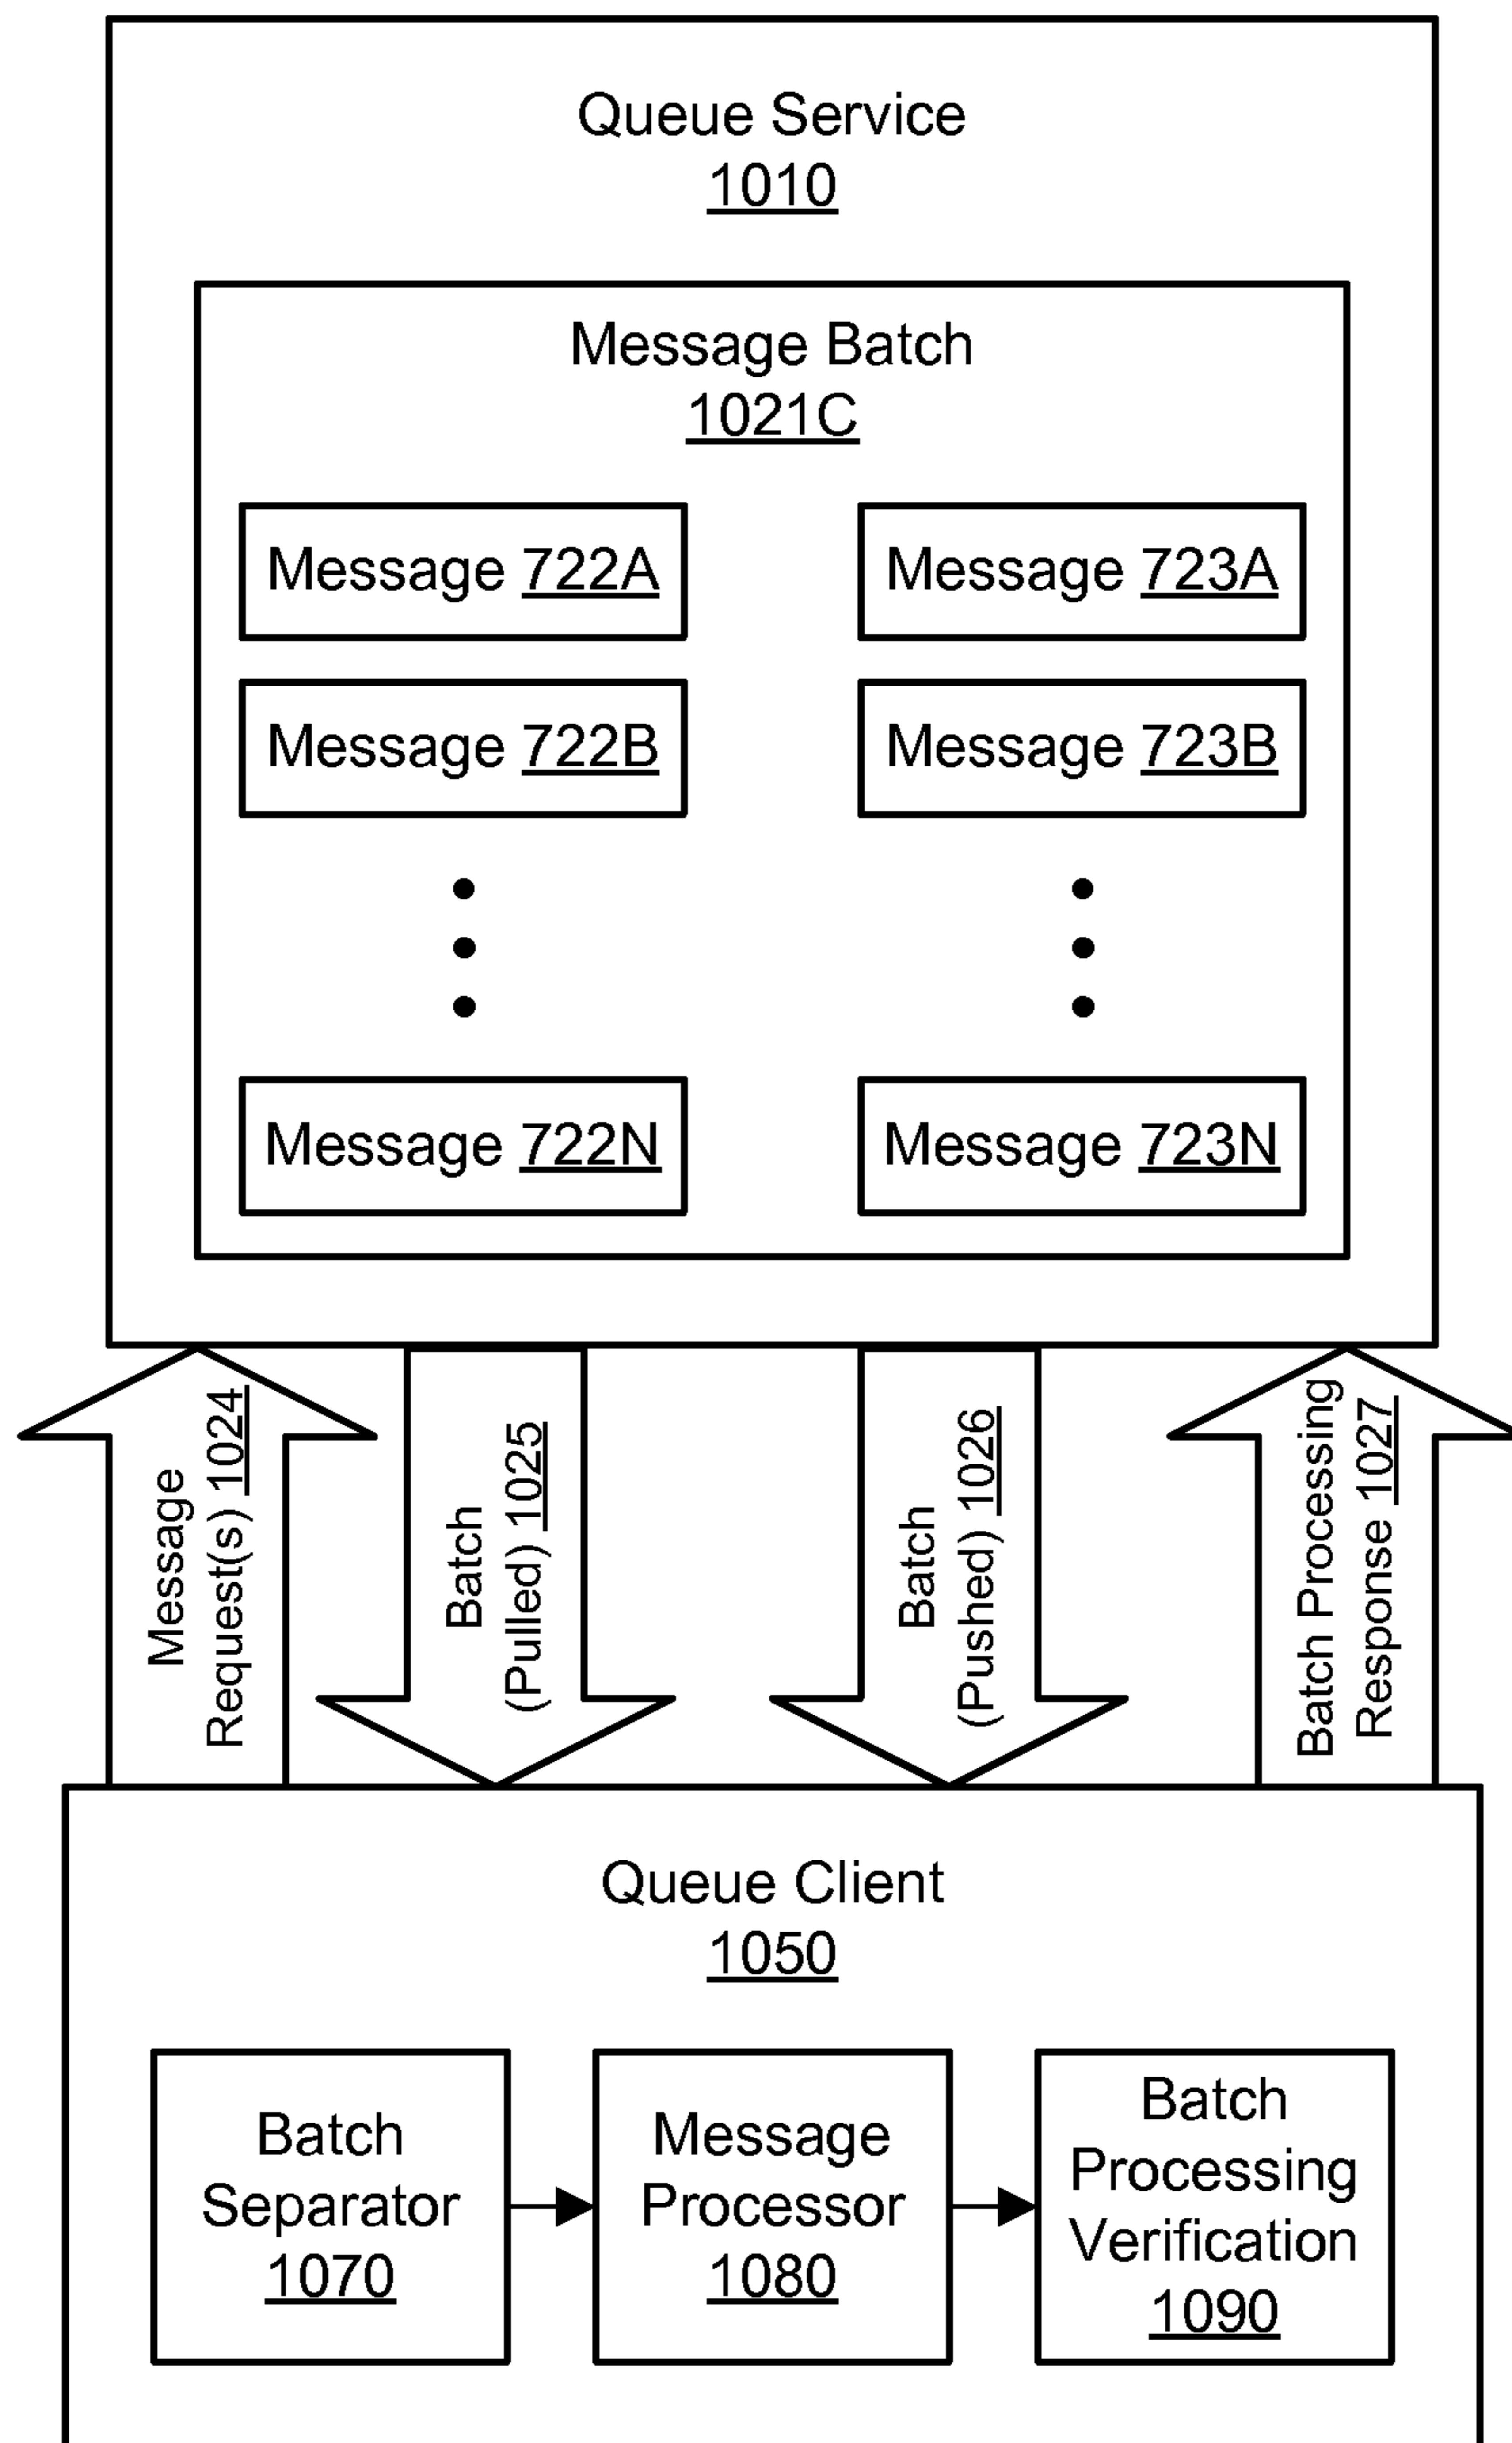 Queue Service
1010
Message Batch
1021C
Message 722A
Message 723A
Message 722B
Message 723B
Message 722N
Message 723N
Message
Request(s) 1024
Batch
(Pulled) 1025
Batch
(Pushed) 1026
Batch Processing
Response 1027
Queue Client
1050
Batch
Separator
1070
Message
Processor
1080
Batch
Processing
Verification
1090